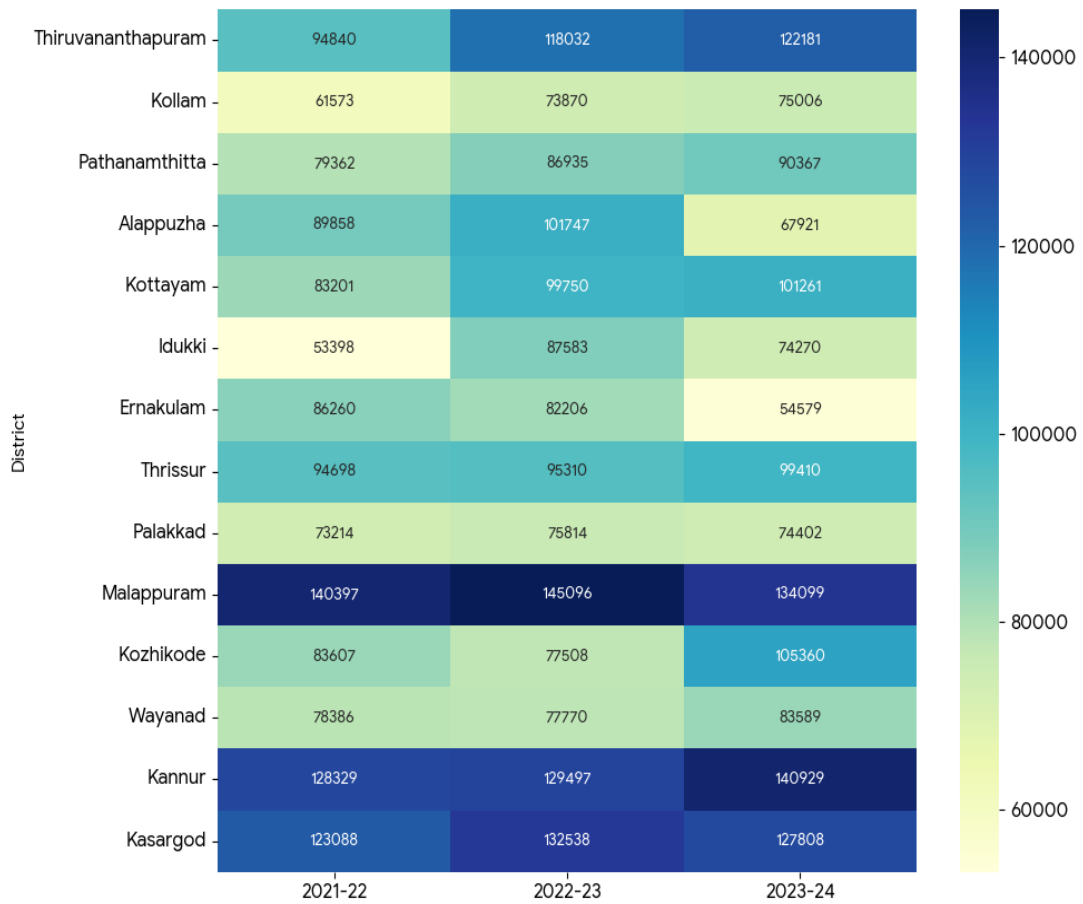 Thiruvananthapuram 94840 118032 122181
Kollam 61573 73870 75006
Pathanamthitta 79362 86935 90367
Alappuzha 89858 101747 67921
Kottayam 83201 99750 101261
Idukki 53398 87583 74270
Ernakulam 86260 82206 54579
Thrissur 94698 95310 99410
Palakkad 73214 75814 74402
Malappuram 140397 145096 134099
Kozhikode 83607 77508 105360
Wayanad 78386 77770 83589
Kannur 128329 129497 140929
Kasargod 123088 132538 127808
2021-22 2022-23 2023-24
District
140000
120000
100000
80000
60000